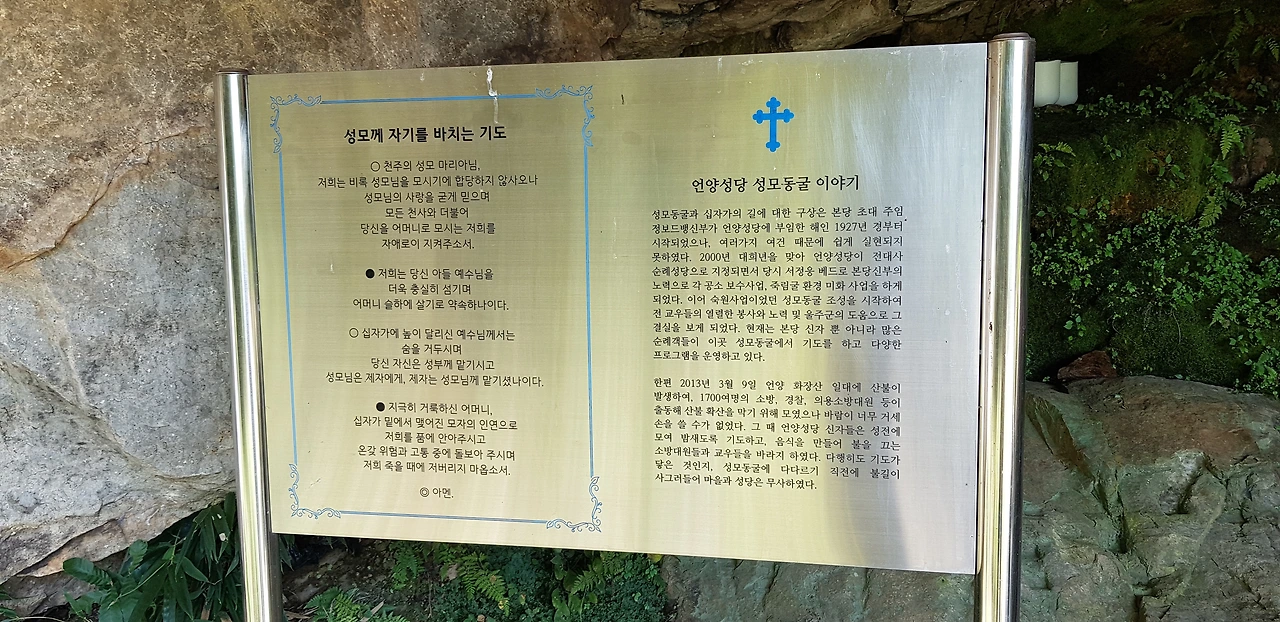 성모께 자기를 바치는 기도
○ 천주의 성모 마리아님,
저희는 비록 성모님을 모시기에 합당하지 않사오나
성모님의 사랑을 굳게 믿으며
모든 천사와 더불어
당신을 어머니로 모시는 저희를
자애로이 지켜주소서.
● 저희는 당신 아들 예수님을
더욱 충실히 섬기며
어머니 슬하에 살기로 약속하나이다.
○ 십자가에 높이 달리신 예수님께서는
숨을 거두시며
당신 자신은 성부께 맡기시고
성모님은 제자에게, 제자는 성모님께 맡기셨나이다.
● 지극히 거룩하신 어머니,
십자가 밑에서 맺어진 모자의 인연으로
저희를 품에 안아주시고
온갖 위험과 고통 중에 돌보아 주시며
저희 죽을 때에 저버리지 마옵소서.
◎ 아멘.
언양성당 성모동굴 이야기
성모동굴과 십자가의 길에 대한 구상은 본당 초대 주임
정보드뱅신부가 언양성당에 부임한 해인 1927년 경부터
시작되었으나, 여러가지 여건 때문에 쉽게 실현되지
못하였다. 2000년 대희년을 맞아 언양성당이 전대사
순례성당으로 지정되면서 당시 서정웅 베드로 본당신부의
노력으로 각 공소 보수사업, 죽림굴 환경 미화 사업을 하게
되었다. 이어 숙원사업이었던 성모동굴 조성을 시작하여
전 교우들의 열렬한 봉사와 노력 및 울주군의 도움으로 그
결실을 보게 되었다. 현재는 본당 신자 뿐 아니라 많은
순례객들이 이곳 성모동굴에서 기도를 하고 다양한
프로그램을 운영하고 있다.
한편 2013년 3월 9일 언양 화장산 일대에 산불이
발생하여, 1700여명의 소방, 경찰, 의용소방대원 등이
출동해 산불 확산을 막기 위해 모였으나 바람이 너무 거세
손을 쓸 수가 없었다. 그 때 언양성당 신자들은 성전에
모여 밤새도록 기도하고, 음식을 만들어 불을 끄는
소방대원들과 교우들을 바라지 하였다. 다행히도 기도가
닿은 것인지, 성모동굴에 다다르기 직전에 불길이
사그러들어 마을과 성당은 무사하였다.